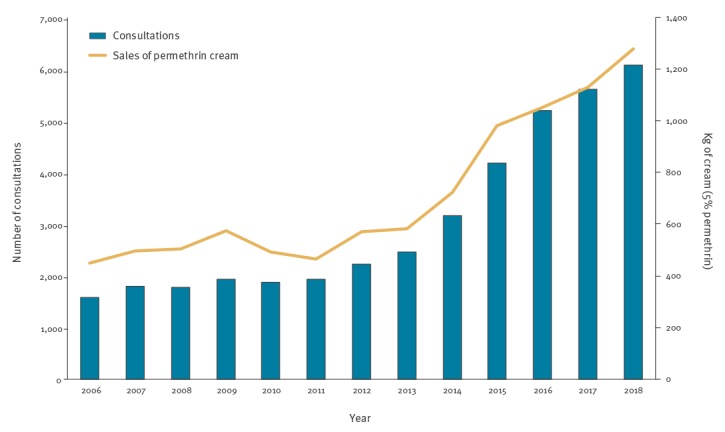 7,000
6,000
5,000
4,000
3,000
2,000
1,000
0
Number of consultations
Consultations
Sales of permethrin cream
1,400
1,200
1,000
800
600
400
200
0
Kg of cream (5% permethrin)
2006 2007 2008 2009 2010 2011 2012 2013 2014 2015 2016 2017 2018
Year